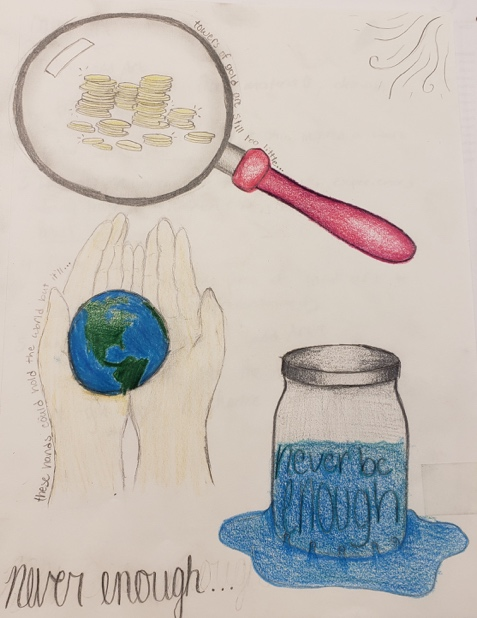 towers of gold are still too little...
these hands could hold the world but it'll...
never be
enough
never enough...